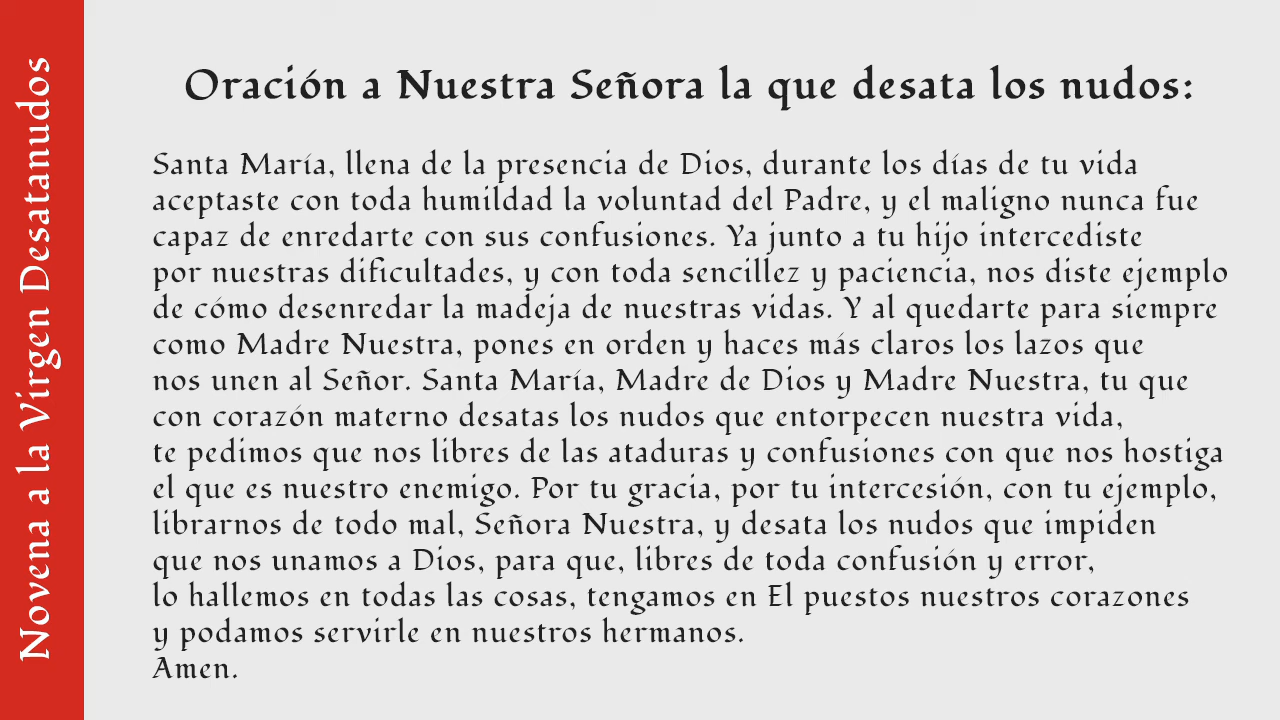 Novena a la Virgen Desatanudos
Oración a Nuestra Señora la que desata los nudos:
Santa María, llena de la presencia de Dios, durante los días de tu vida
aceptaste con toda humildad la voluntad del Padre, y el maligno nunca fue
capaz de enredarte con sus confusiones. Ya junto a tu hijo intercediste
por nuestras dificultades, y con toda sencillez y paciencia, nos diste ejemplo
de cómo desenredar la madeja de nuestras vidas. Y al quedarte para siempre
como Madre Nuestra, pones en orden y haces más claros los lazos que
nos unen al Señor. Santa María, Madre de Dios y Madre Nuestra, tu que
con corazón materno desatas los nudos que entorpecen nuestra vida,
te pedimos que nos libres de las ataduras y confusiones con que nos hostiga
el que es nuestro enemigo. Por tu gracia, por tu intercesión, con tu ejemplo,
librarnos de todo mal, Señora Nuestra, y desata los nudos que impiden
que nos unamos a Dios, para que, libres de toda confusión y error,
lo hallemos en todas las cosas, tengamos en El puestos nuestros corazones
y podamos servirle en nuestros hermanos.
Amen.